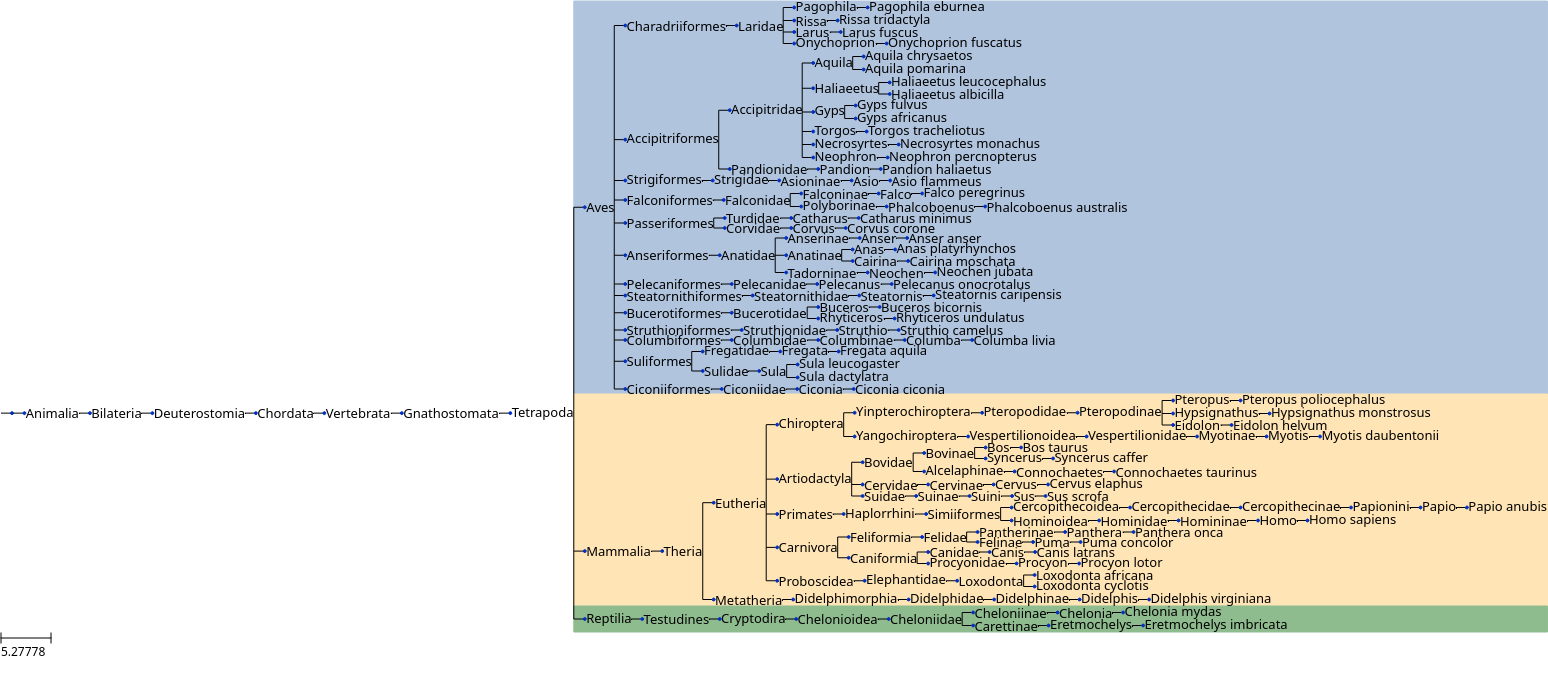 Pagophila Pagophila eburnea
Charadriiformes Laridae Rissa Rissa tridactyla
Larus Larus fuscus
Onychoprion Onychoprion fuscatus
Aquila Aquila chrysaetos
Aquila pomarina
Haliaeetus Haliaeetus leucocephalus
Haliaeetus albicilla
Accipitriformes Accipitridae Gyps Gyps fulvus
Gyps africanus
Torgos Torgos tracheliotus
Necrosyrtes Necrosyrtes monachus
Neophron Neophron percnopterus
Pandionidae Pandion Pandion haliaetus
Strigiformes Strigidae Asioninae Asio Asio flammeus
Falconiformes Falconidae Falconinae Falco Falco peregrinus
Polyborinae Phalcoboenus Phalcoboenus australis
Aves
Passeriformes Turdidae Catharus Catharus minimus
Corvidae Corvus Corvus corone
Anseriformes Anatidae Anserinae Anser Anser anser
Anatinae Anas Anas platyrhynchos
Cairina Cairina moschata
Tadorninae Neochen Neochen jubata
Pelecaniformes Pelecanidae Pelecanus Pelecanus onocrotalus
Steatornithiformes Steatornithidae Steatornis Steatornis caripensis
Bucerotiformes Bucerotidae Buceros Buceros bicornis
Rhyticeros Rhyticeros undulatus
Struthioniformes Struthionidae Struthio Struthio camelus
Columbiformes Columbidae Columbinae Columba Columba livia
Suliformes Fregatidae Fregata Fregata aquila
Sulidae Sula Sula leucogaster
Sula dactylatra
Ciconiiformes Ciconiidae Ciconia Ciconia ciconia
Animalia Bilateria Deuterostomia Chordata Vertebrata Gnathostomata Tetrapoda
Chiroptera Yinpterochiroptera Pteropodidae Pteropodinae Pteropus Pteropus poliocephalus
Hypsignathus Hypsignathus monstrosus
Eidolon Eidolon helvum
Yangochiroptera Vespertilionoidea Vespertilionidae Myotinae Myotis Myotis daubentonii
Artiodactyla Bovidae Bovinae Bos Bos taurus
Syncerus Syncerus caffer
Alcelaphinae Connochaetes Connochaetes taurinus
Cervidae Cervinae Cervus Cervus elaphus
Suidae Suinae Suini Sus Sus scrofa
Eutheria
Primates Haplorrhini Simiiformes Cercopithecoidea Cercopithecidae Cercopithecinae Papionini Papio Papio anubis
Hominoidea Hominidae Homininae Homo Homo sapiens
Carnivora Feliformia Felidae Pantherinae Panthera Panthera onca
Felinae Puma Puma concolor
Mammalia Theria
Caniformia Canidae Canis Canis latrans
Procyonidae Procyon Procyon lotor
Proboscidea Elephantidae Loxodonta Loxodonta africana
Loxodonta cyclotis
Metatheria Didelphimorphia Didelphidae Didelphinae Didelphis Didelphis virginiana
Reptilia Testudines Cryptodira Chelonioidea Cheloniidae Cheloniinae Chelonia Chelonia mydas
Carettinae Eretmochelys Eretmochelys imbricata
5.27778